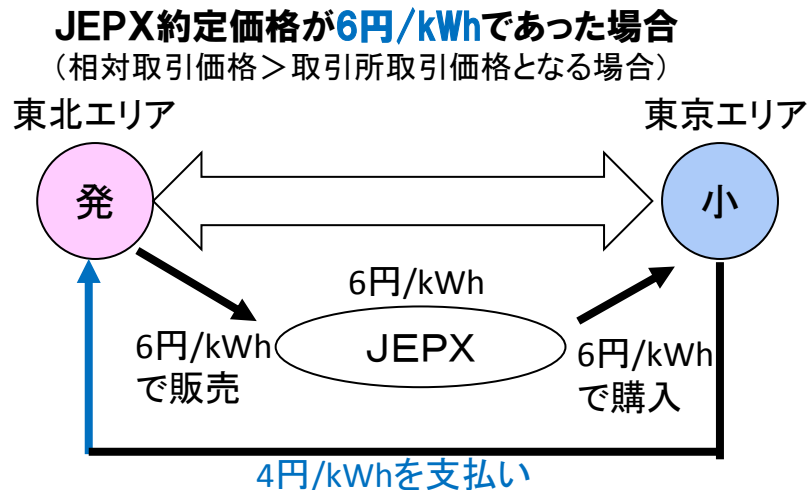 JEPX約定価格が6円/kWhであった場合
（相対取引価格＞取引所取引価格となる場合）
東北エリア
東京エリア
発
小
6円/kWh
JEPX
6円/kWh
で販売
6円/kWh
で購入
4円/kWhを支払い